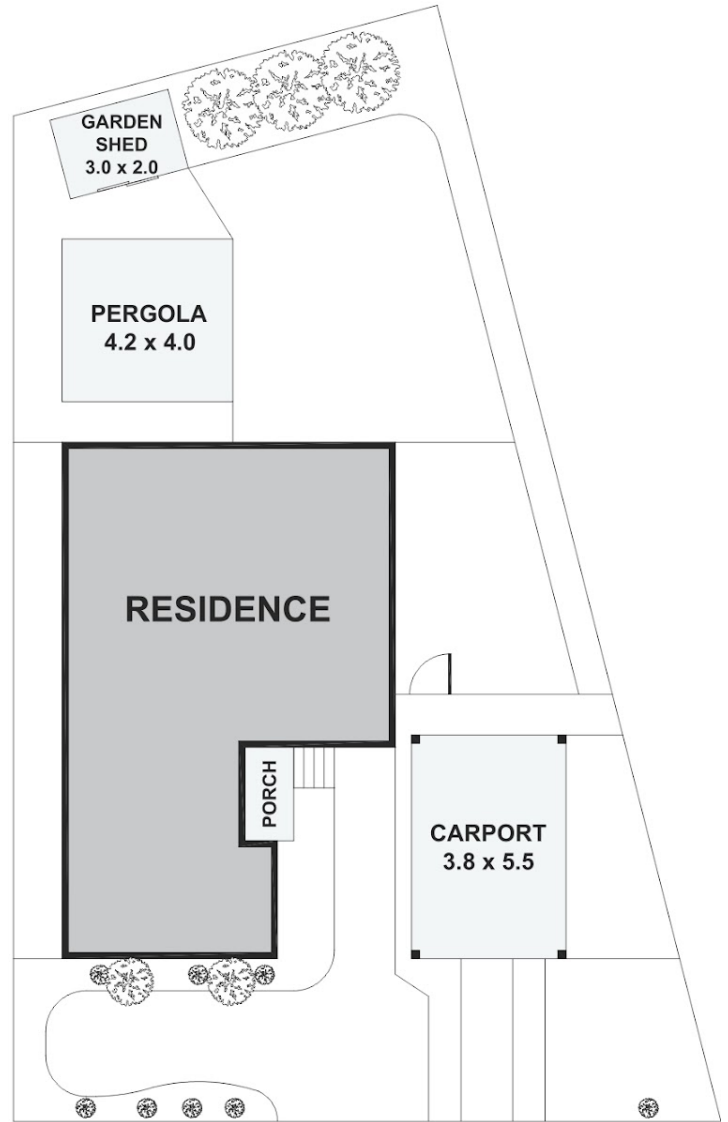 GARDEN
SHED
3.0 x 2.0
PERGOLA
4.2 x 4.0
RESIDENCE
PORCH
CARPORT
3.8 x 5.5